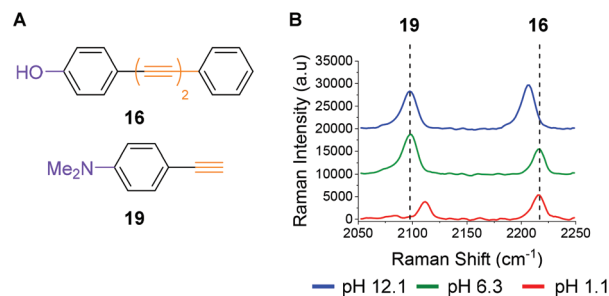 A
HO
( )2
16
Me2N
19
B
19 16
Raman Intensity (a.u)
35000
30000
25000
20000
15000
10000
5000
0
2050 2100 2150 2200 2250
Raman Shift (cm-1)
pH 12.1 pH 6.3 pH 1.1